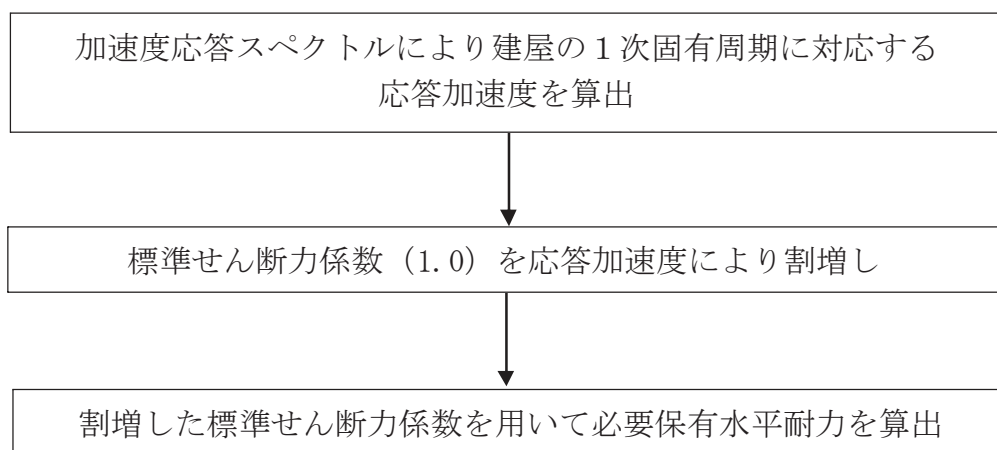 加速度応答スペクトルにより建屋の１次固有周期に対応する
応答加速度を算出
標準せん断力係数（1.0）を応答加速度により割増し
割増した標準せん断力係数を用いて必要保有水平耐力を算出